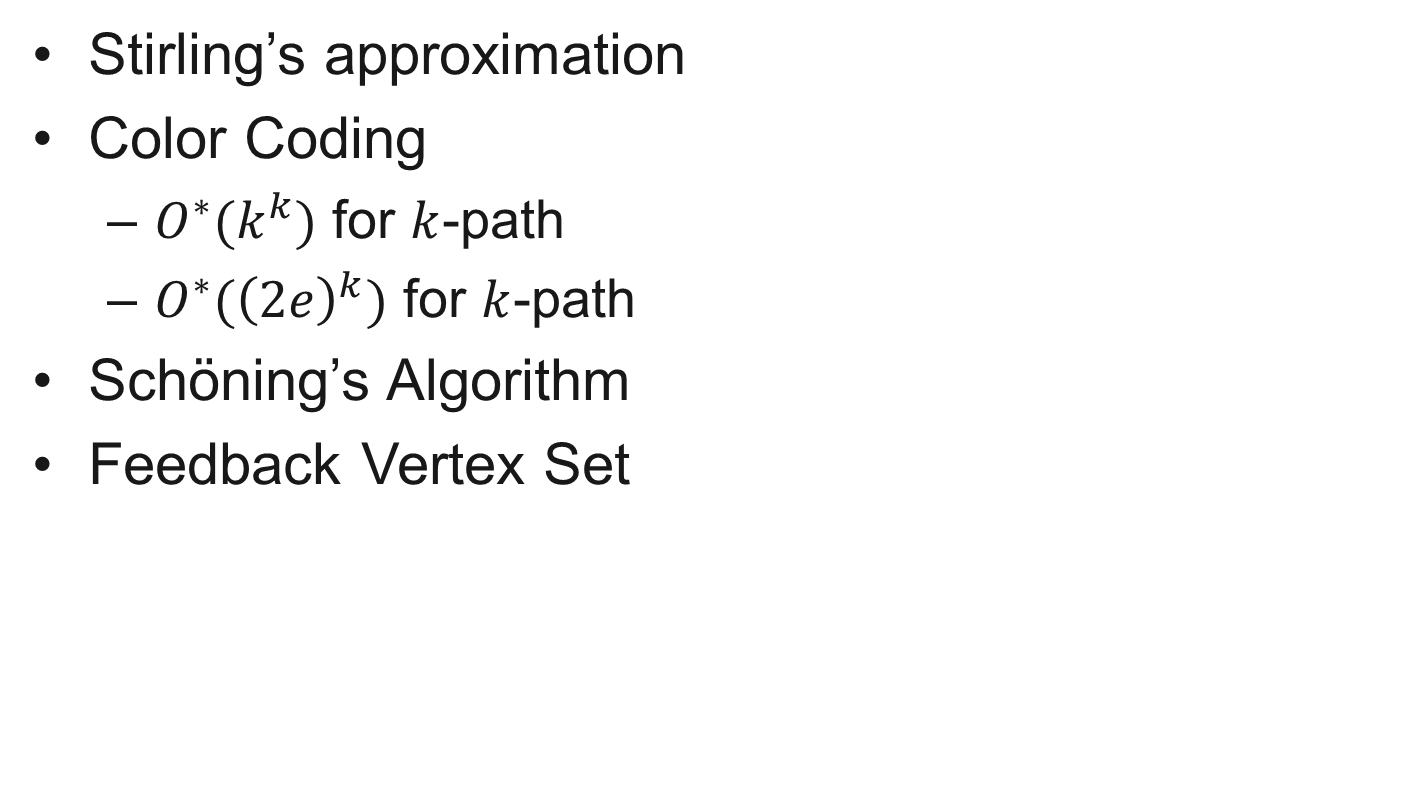 • Stirling’s approximation
• Color Coding
– 𝑂*(𝑘^𝑘) for 𝑘-path
– 𝑂*((2𝑒)^𝑘) for 𝑘-path
• Schöning’s Algorithm
• Feedback Vertex Set